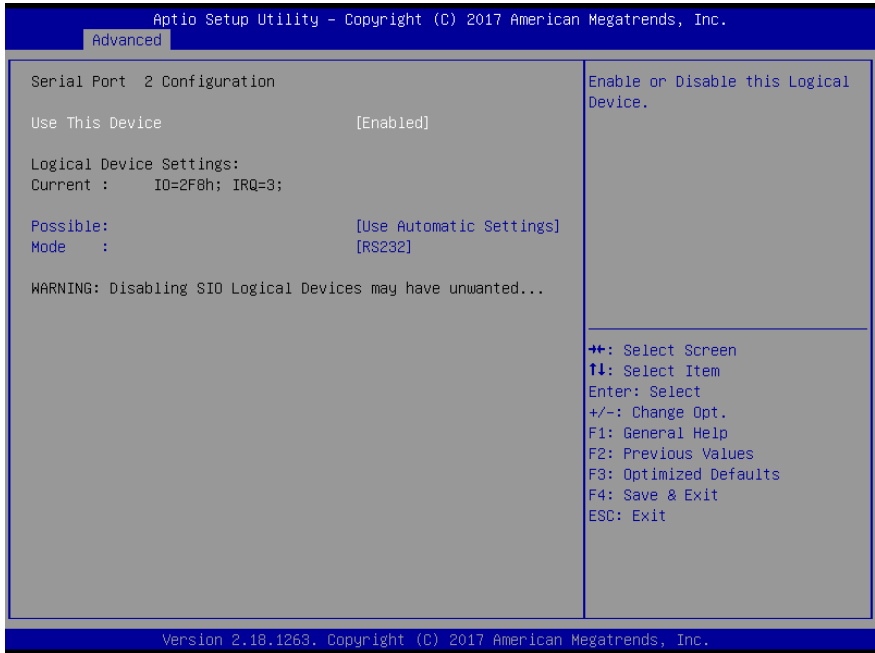 Aptio Setup Utility – Copyright (C) 2017 American Megatrends, Inc.
Advanced
Serial Port  2 Configuration
Use This Device [Enabled]
Logical Device Settings:
Current : IO=2F8h; IRQ=3;
Possible: [Use Automatic Settings]
Mode : [RS232]
WARNING: Disabling SIO Logical Devices may have unwanted...
Enable or Disable this Logical
Device.
→←: Select Screen
↑↓: Select Item
Enter: Select
+/-: Change Opt.
F1: General Help
F2: Previous Values
F3: Optimized Defaults
F4: Save & Exit
ESC: Exit
Version 2.18.1263. Copyright (C) 2017 American Megatrends, Inc.